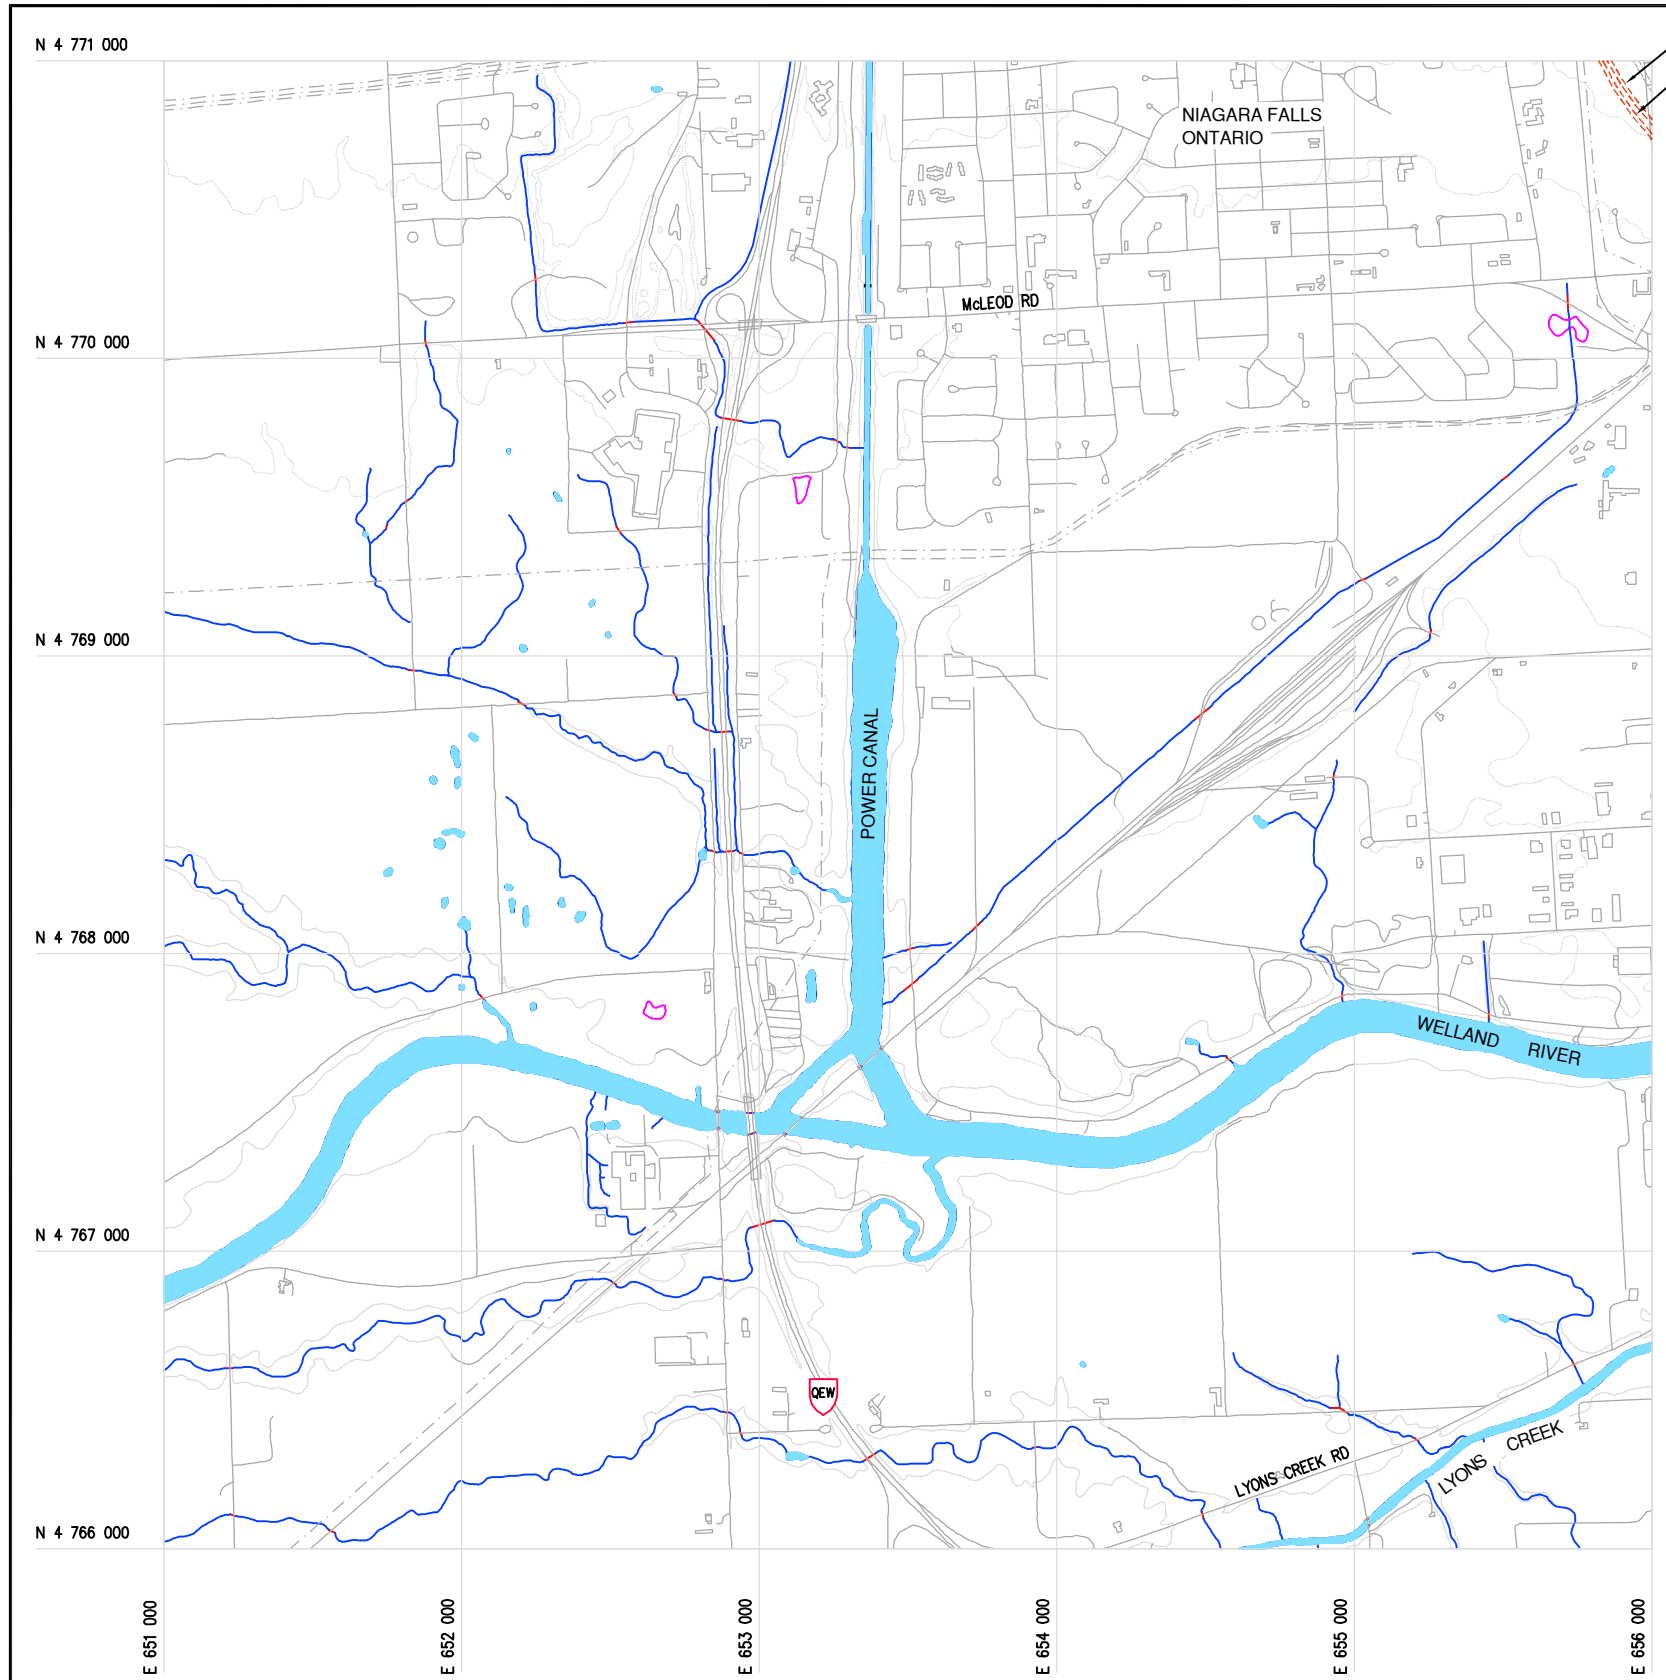 N 4 771 000
NIAGARA FALLS
ONTARIO
McLEOD RD
N 4 770 000
N 4 769 000
POWER CANAL
N 4 768 000
WELLAND RIVER
N 4 767 000
QEW
LYONS CREEK RD
LYONS CREEK
N 4 766 000
E 651 000
E 652 000
E 653 000
E 654 000
E 655 000
E 656 000